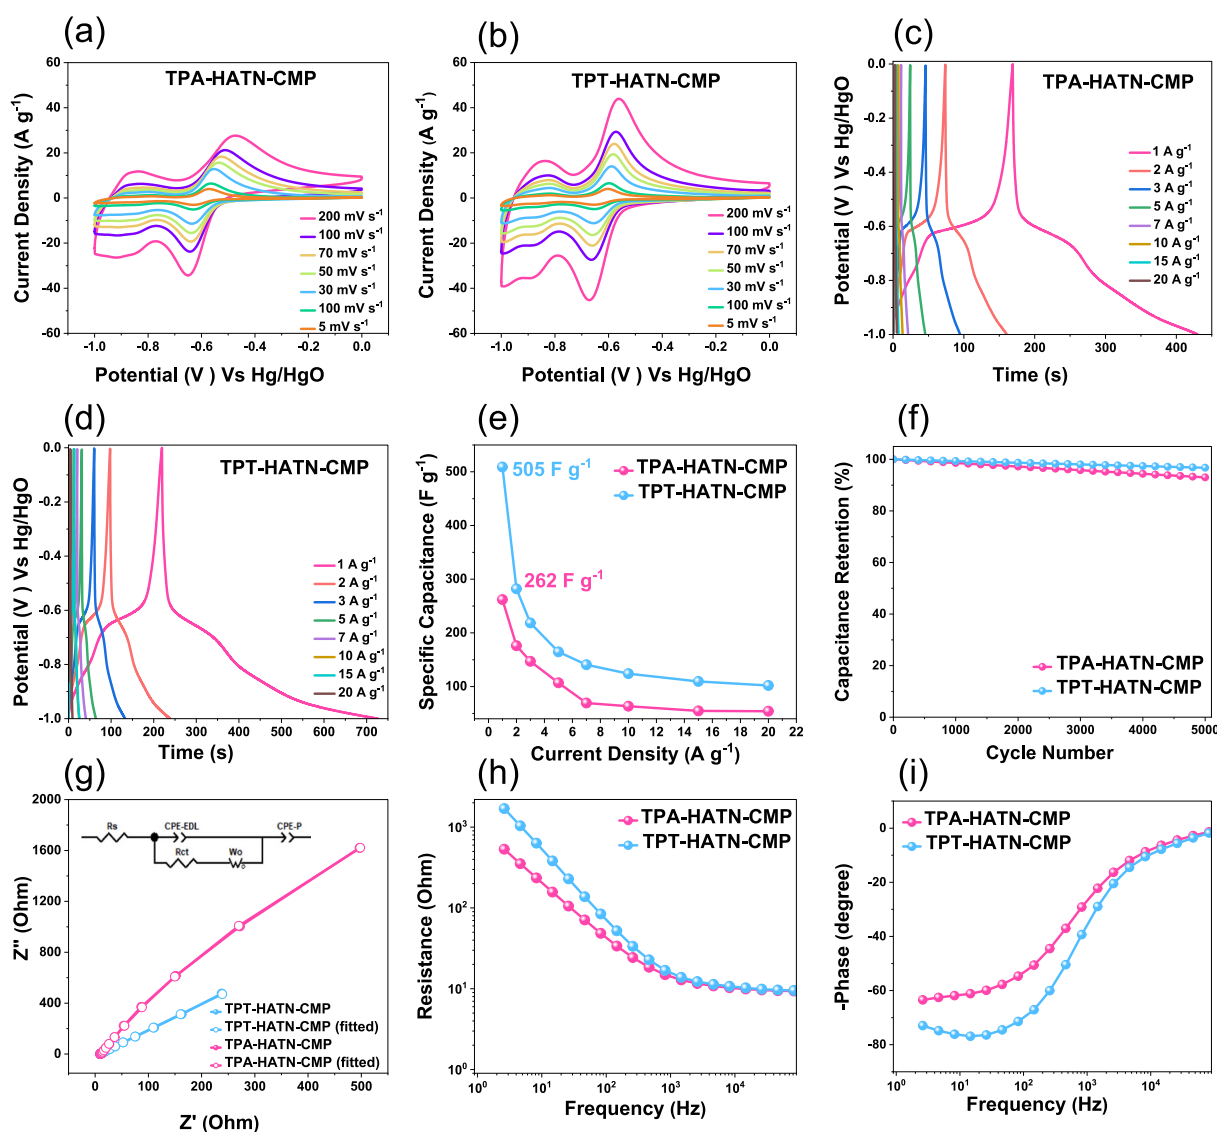 (a)
TPA-HATN-CMP
Current Density (A g⁻¹)
60
40
20
0
-20
-40
-60
200 mV s⁻¹
100 mV s⁻¹
70 mV s⁻¹
50 mV s⁻¹
30 mV s⁻¹
100 mV s⁻¹
5 mV s⁻¹
-1.0 -0.8 -0.6 -0.4 -0.2 0.0
Potential (V ) Vs Hg/HgO
(b)
TPT-HATN-CMP
Current Density (A g⁻¹)
60
40
20
0
-20
-40
-60
200 mV s⁻¹
100 mV s⁻¹
70 mV s⁻¹
50 mV s⁻¹
30 mV s⁻¹
100 mV s⁻¹
5 mV s⁻¹
-1.0 -0.8 -0.6 -0.4 -0.2 0.0
Potential (V ) Vs Hg/HgO
(c)
TPA-HATN-CMP
Potential (V ) Vs Hg/HgO
0.0
-0.2
-0.4
-0.6
-0.8
-1.0
1 A g⁻¹
2 A g⁻¹
3 A g⁻¹
5 A g⁻¹
7 A g⁻¹
10 A g⁻¹
15 A g⁻¹
20 A g⁻¹
0 100 200 300 400
Time (s)
(d)
TPT-HATN-CMP
Potential (V ) Vs Hg/HgO
0.0
-0.2
-0.4
-0.6
-0.8
-1.0
1 A g⁻¹
2 A g⁻¹
3 A g⁻¹
5 A g⁻¹
7 A g⁻¹
10 A g⁻¹
15 A g⁻¹
20 A g⁻¹
0 100 200 300 400 500 600 700
Time (s)
(e)
Specific Capacitance (F g⁻¹)
500
400
300
200
100
505 F g⁻¹
262 F g⁻¹
TPA-HATN-CMP
TPT-HATN-CMP
0 2 4 6 8 10 12 14 16 18 20 22
Current Density (A g⁻¹)
(f)
Capacitance Retention (%)
100
80
60
40
20
0
TPA-HATN-CMP
TPT-HATN-CMP
0 1000 2000 3000 4000 5000
Cycle Number
(g)
Z'' (Ohm)
2000
1600
1200
800
400
0
Rs CPE-EDL CPE-P
Rct Wo
TPT-HATN-CMP
TPT-HATN-CMP (fitted)
TPA-HATN-CMP
TPA-HATN-CMP (fitted)
0 100 200 300 400 500
Z' (Ohm)
(h)
Resistance (Ohm)
10³
10²
10¹
10⁰
TPA-HATN-CMP
TPT-HATN-CMP
10⁰ 10¹ 10² 10³ 10⁴
Frequency (Hz)
(i)
-Phase (degree)
0
-20
-40
-60
-80
TPA-HATN-CMP
TPT-HATN-CMP
10⁰ 10¹ 10² 10³ 10⁴
Frequency (Hz)